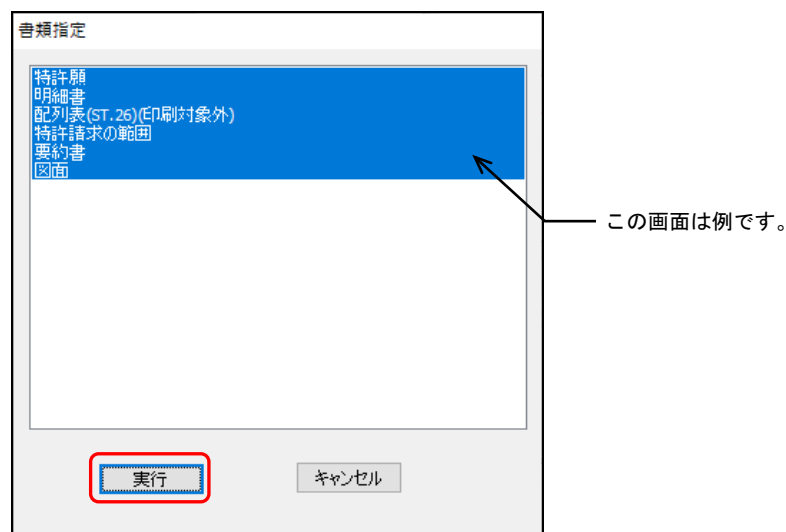 書類指定
特許願
明細書
配列表(ST.26)(印刷対象外)
特許請求の範囲
要約書
図面
この画面は例です。
実行
キャンセル